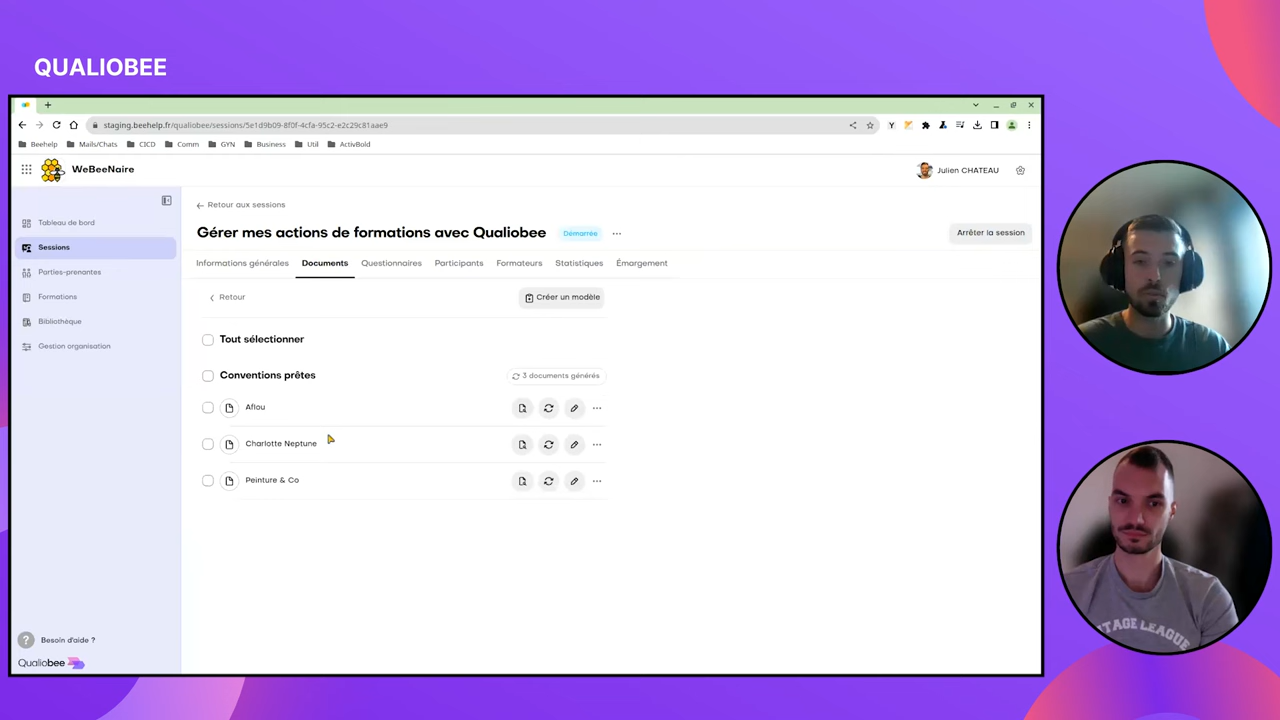 QUALIOBEE
staging.beehelp.fr/qualiobee/sessions/5e1d9b09-8f0f-4cfa-95c2-e2c29c81aae9
Beehelp Mails/Chats CICD Comm GYN Business Util ActivBold
WeBeeNaire
Julien CHATEAU
Retour aux sessions
Tableau de bord
Sessions
Parties-prenantes
Formations
Bibliothèque
Gestion organisation
Gérer mes actions de formations avec Qualiobee
Démarrée
Arrêter la session
Informations générales Documents Questionnaires Participants Formateurs Statistiques Émargement
Retour
Créer un modèle
Tout sélectionner
Conventions prêtes
3 documents générés
Aflou
Charlotte Neptune
Peinture & Co
? Besoin d'aide ?
Qualiobee
TAGE LEAGUE